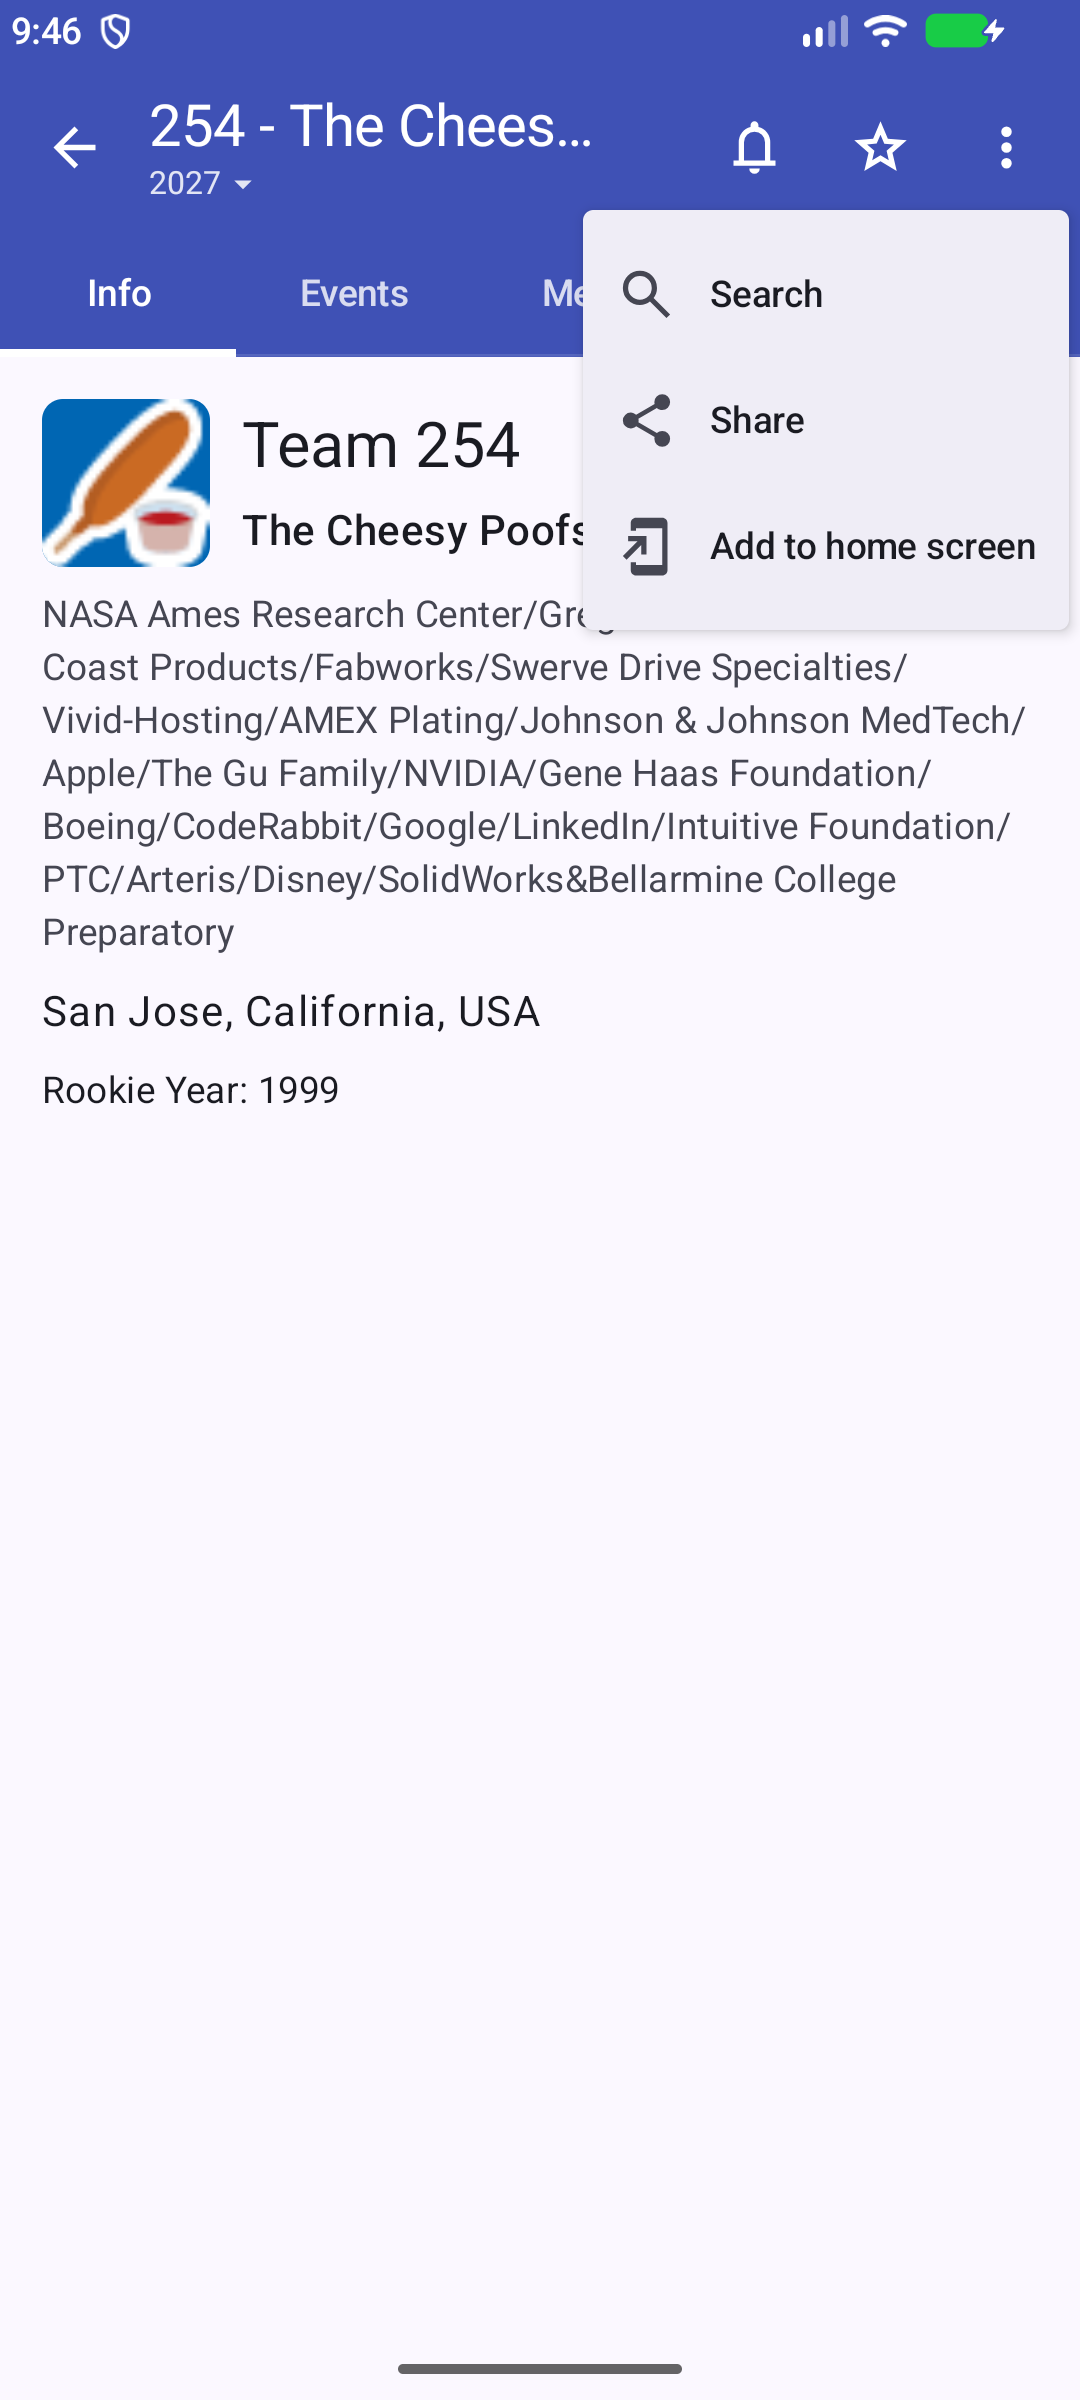 9:46
254 - The Chees...
2027
Info
Events
Search
Share
Add to home screen
Team 254
The Cheesy Poofs
NASA Ames Research Center/
Coast Products/Fabworks/Swerve Drive Specialties/
Vivid-Hosting/AMEX Plating/Johnson & Johnson MedTech/
Apple/The Gu Family/NVIDIA/Gene Haas Foundation/
Boeing/CodeRabbit/Google/LinkedIn/Intuitive Foundation/
PTC/Arteris/Disney/SolidWorks&Bellarmine College
Preparatory
San Jose, California, USA
Rookie Year: 1999